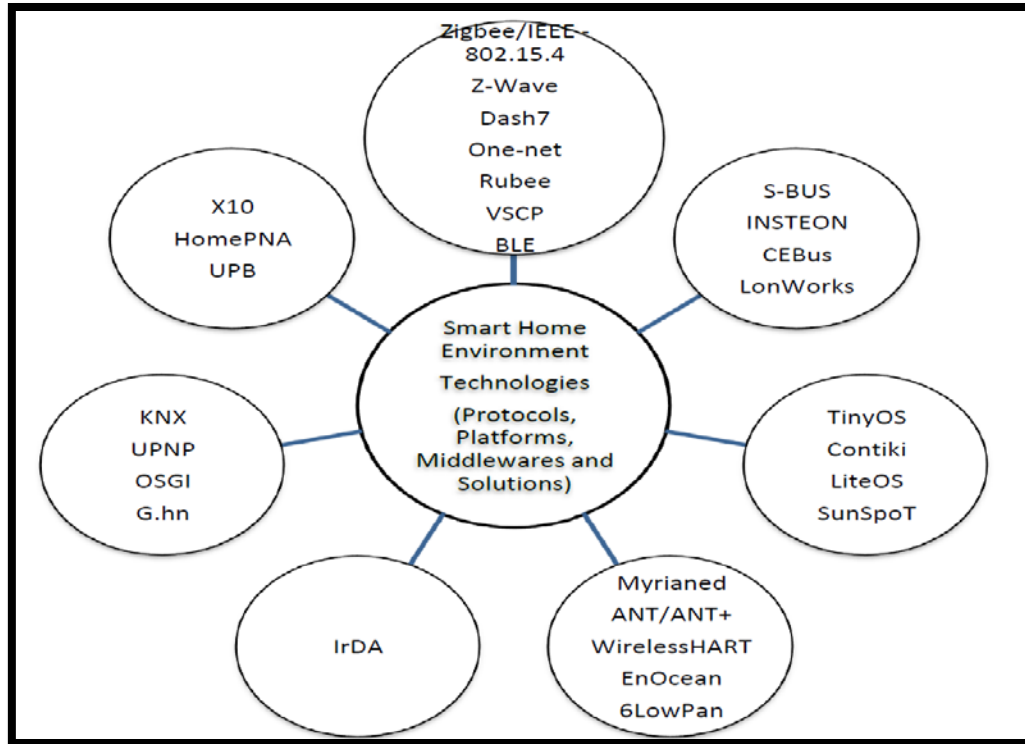 Zigbee/IEEE -
802.15.4
Z-Wave
Dash7
One-net
Rubee
VSCP
BLE
S-BUS
INSTEON
CEBus
LonWorks
TinyOS
Contiki
LiteOS
SunSpoT
Myrianed
ANT/ANT+
WirelessHART
EnOcean
6LowPan
IrDA
KNX
UPNP
OSGI
G.hn
X10
HomePNA
UPB
Smart Home
Environment
Technologies
(Protocols,
Platforms,
Middlewares and
Solutions)